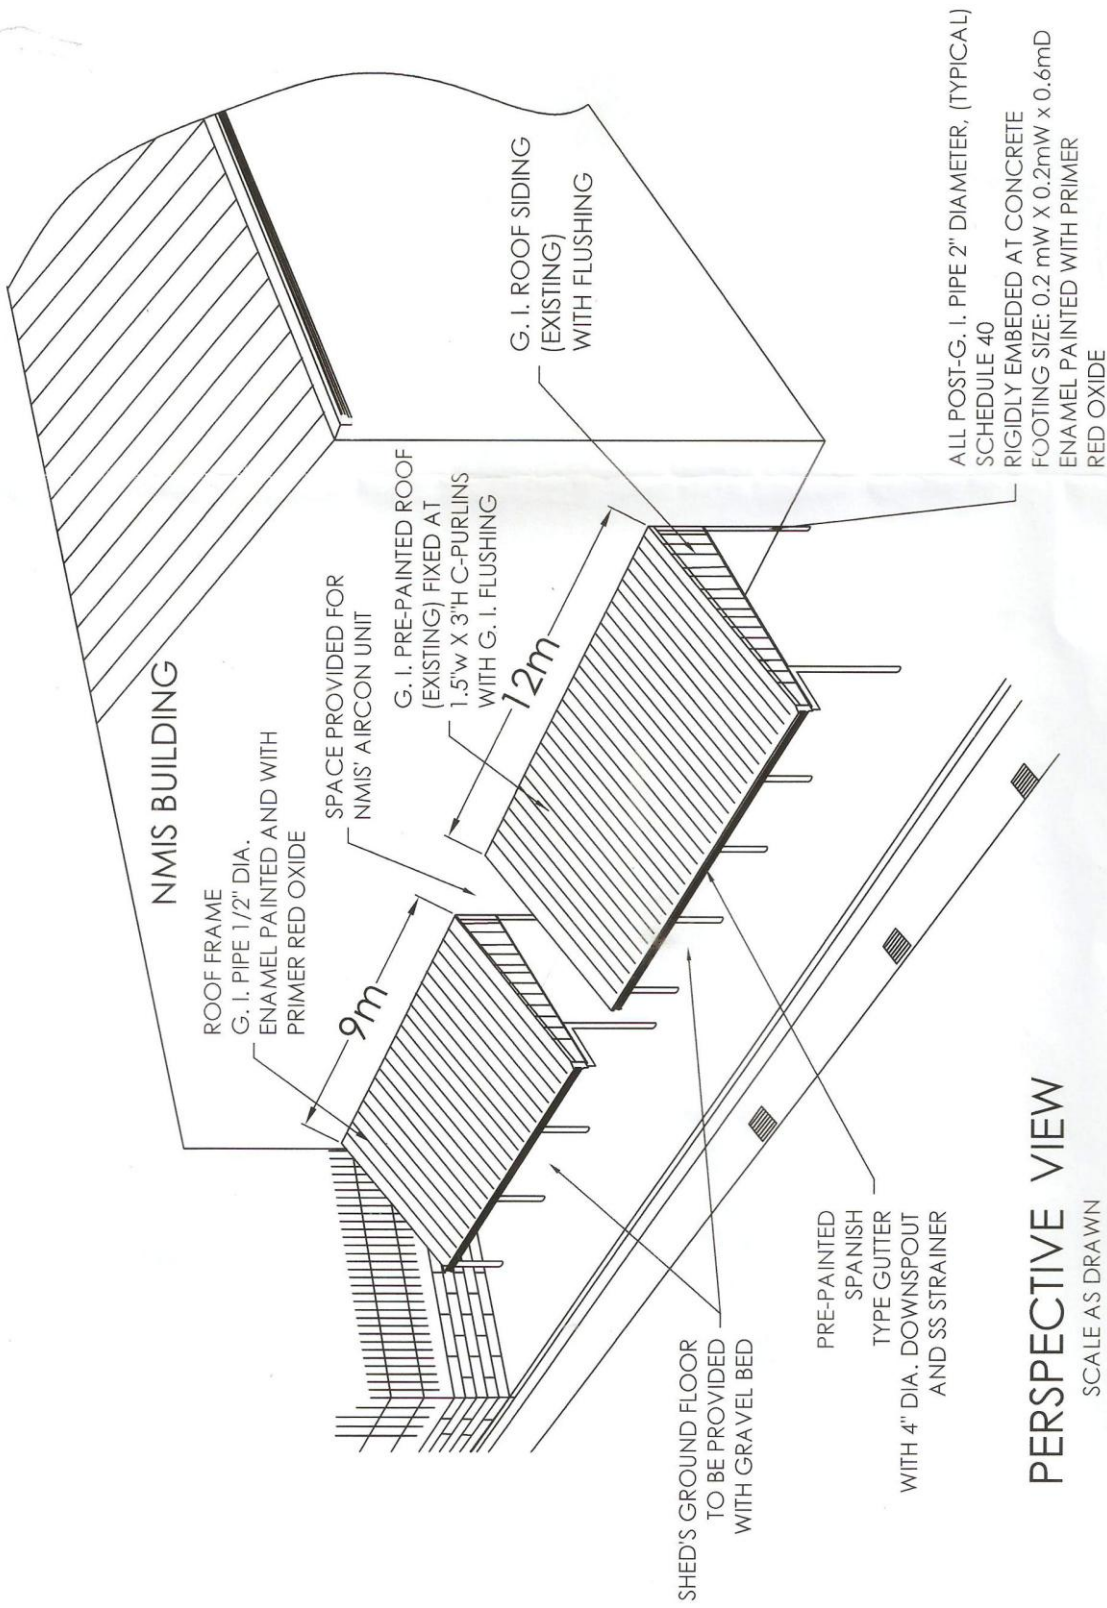 NMIS BUILDING
ROOF FRAME
G. I. PIPE 1 1/2" DIA.
ENAMEL PAINTED AND WITH
PRIMER RED OXIDE
SPACE PROVIDED FOR
NMIS' AIRCON UNIT
G. I. PRE-PAINTED ROOF
(EXISTING) FIXED AT
1.5"W X 3"H C-PURLINS
WITH G. I. FLUSHING
G. I. ROOF SIDING
(EXISTING)
WITH FLUSHING
9m
12m
SHED'S GROUND FLOOR
TO BE PROVIDED
WITH GRAVEL BED
PRE-PAINTED
SPANISH
TYPE GUTTER
WITH 4" DIA. DOWNSPOUT
AND SS STRAINER
ALL POST-G. I. PIPE 2" DIAMETER, (TYPICAL)
SCHEDULE 40
RIGIDLY EMBEDED AT CONCRETE
FOOTING SIZE: 0.2 mW X 0.2mW x 0.6mD
ENAMEL PAINTED WITH PRIMER
RED OXIDE
PERSPECTIVE VIEW
SCALE AS DRAWN